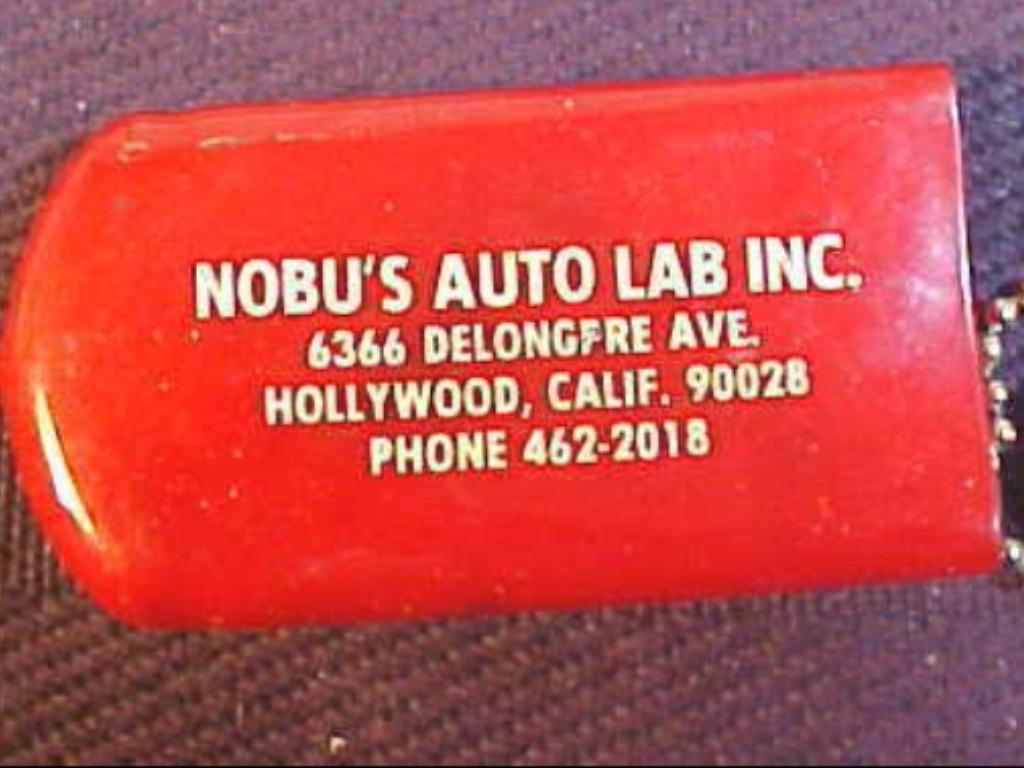 NOBU'S AUTO LAB INC.
6366 DELONGFRE AVE.
HOLLYWOOD, CALIF. 90028
PHONE 462-2018